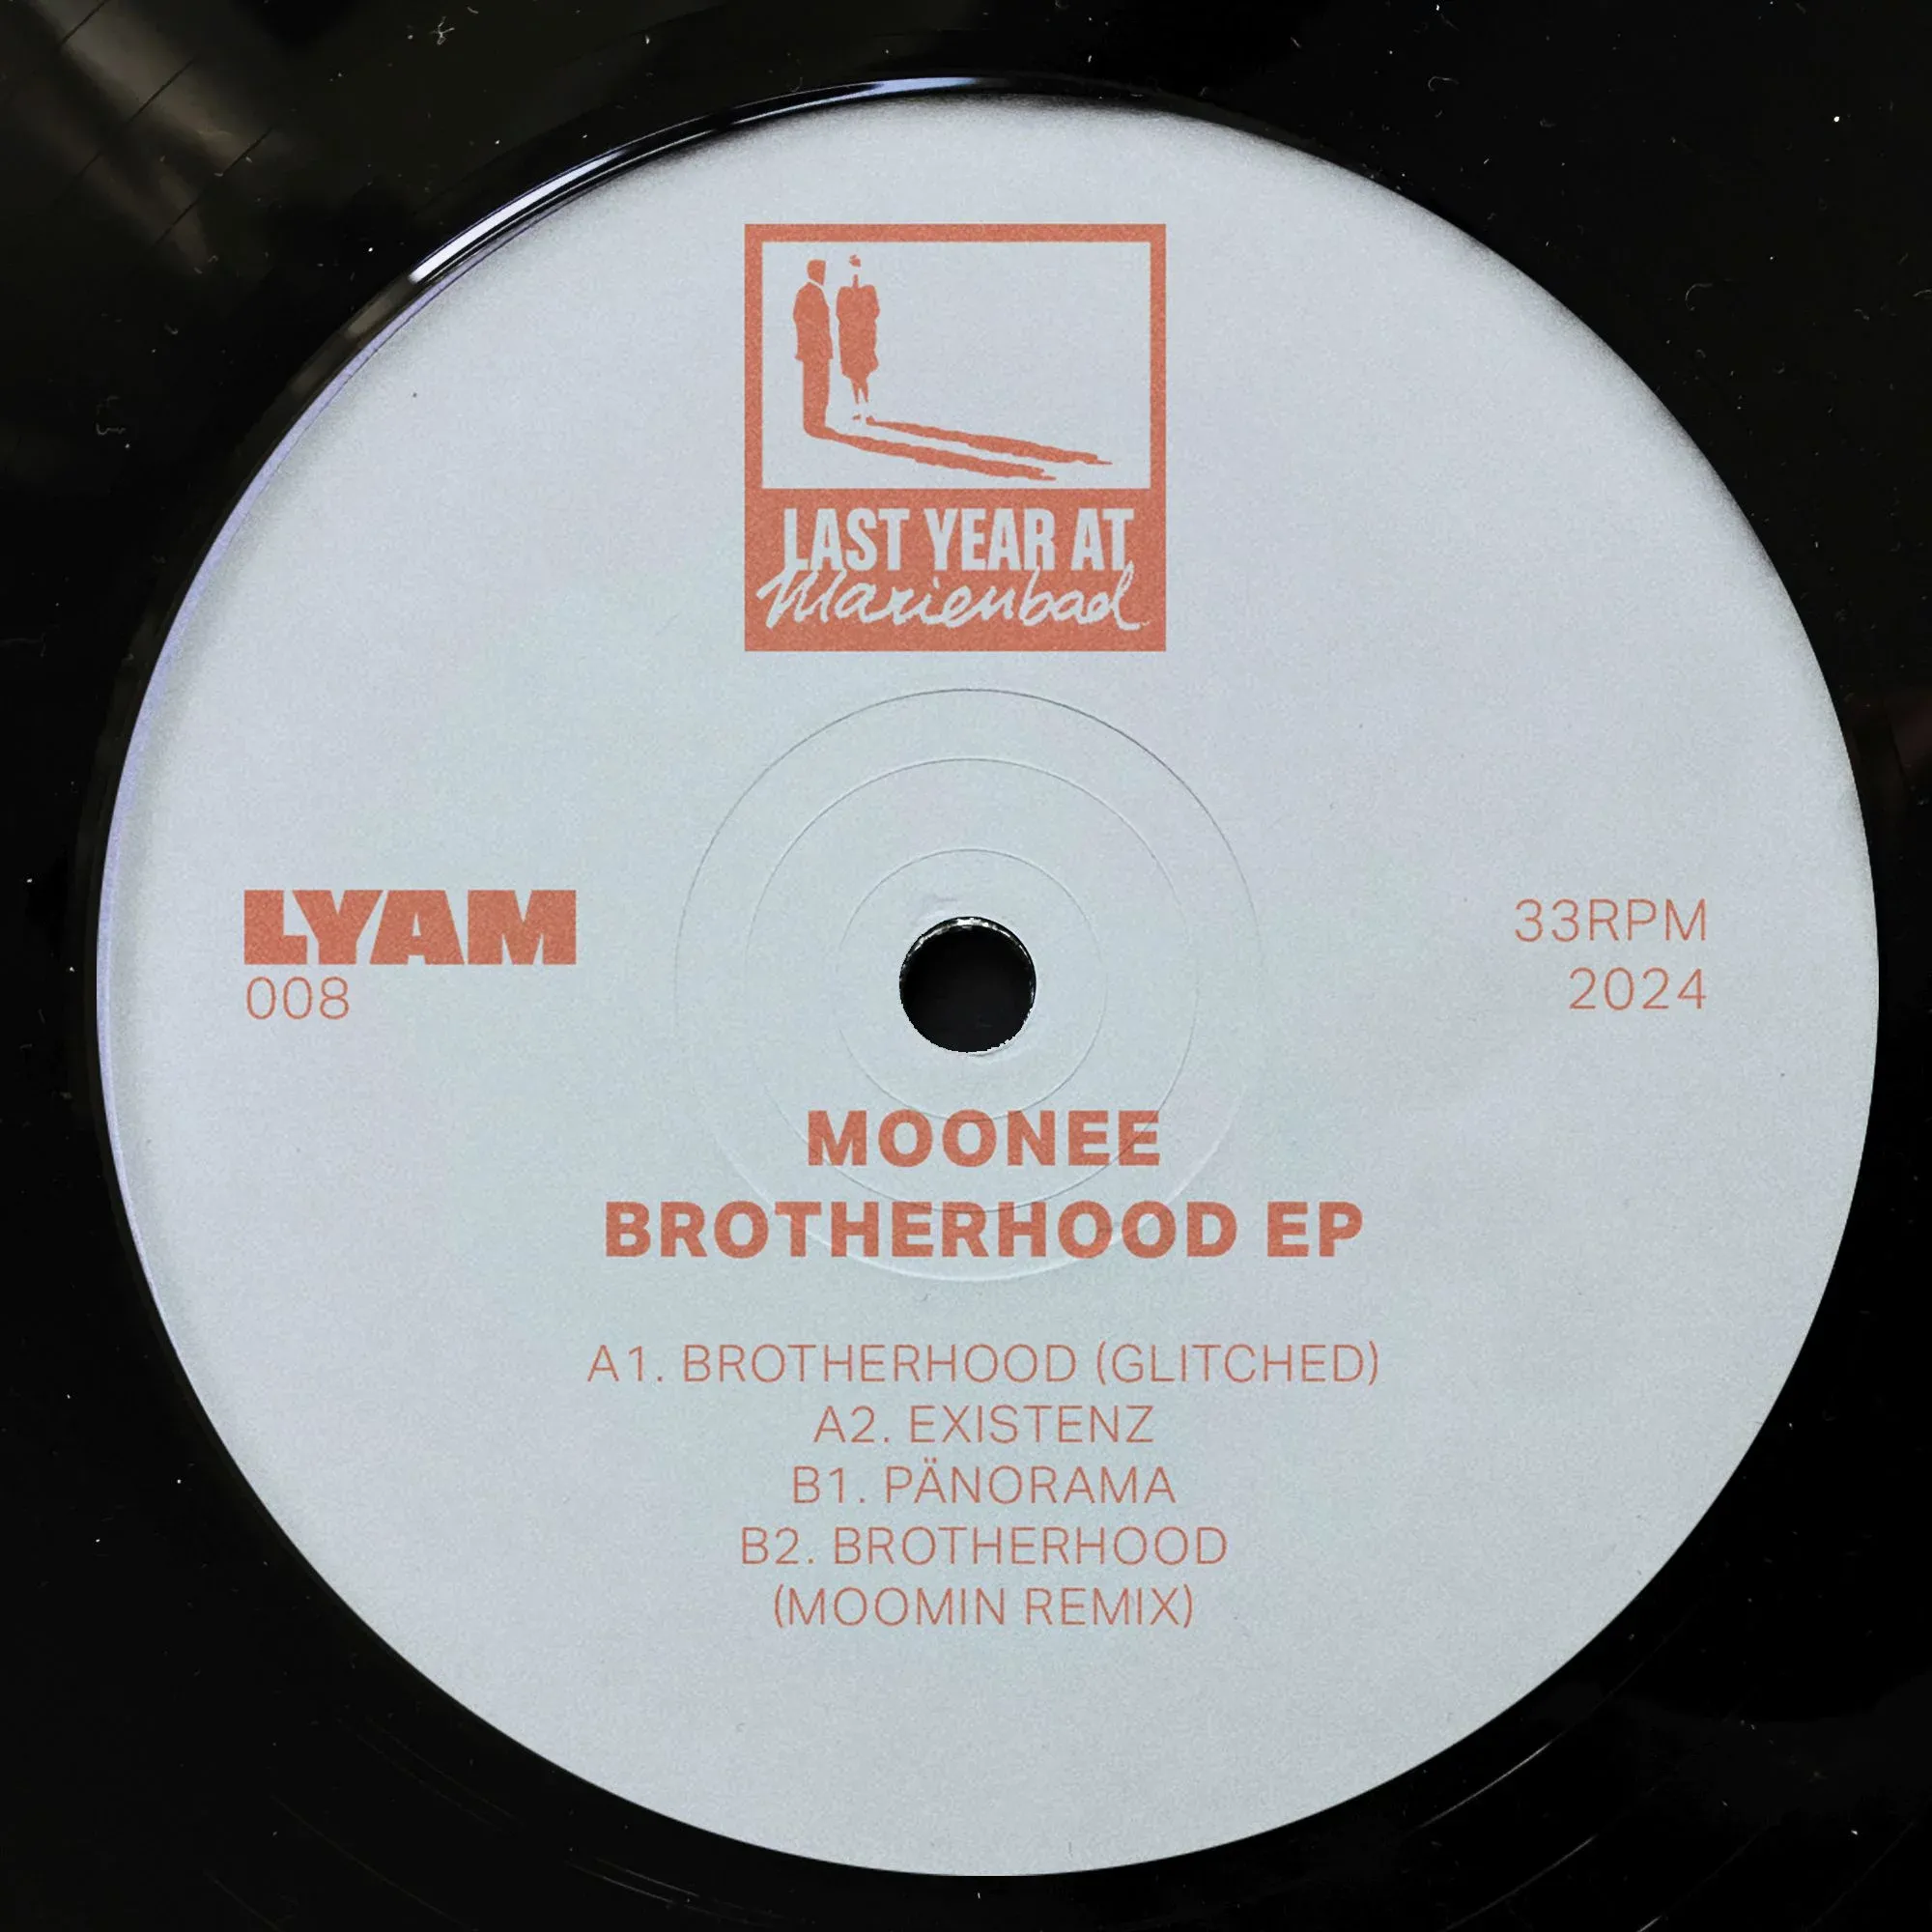 LAST YEAR AT
Marienbad
LYAM
008
33RPM
2024
MOONEE
BROTHERHOOD EP
A1. BROTHERHOOD (GLITCHED)
A2. EXISTENZ
B1. PÄNORAMA
B2. BROTHERHOOD
(MOOMIN REMIX)